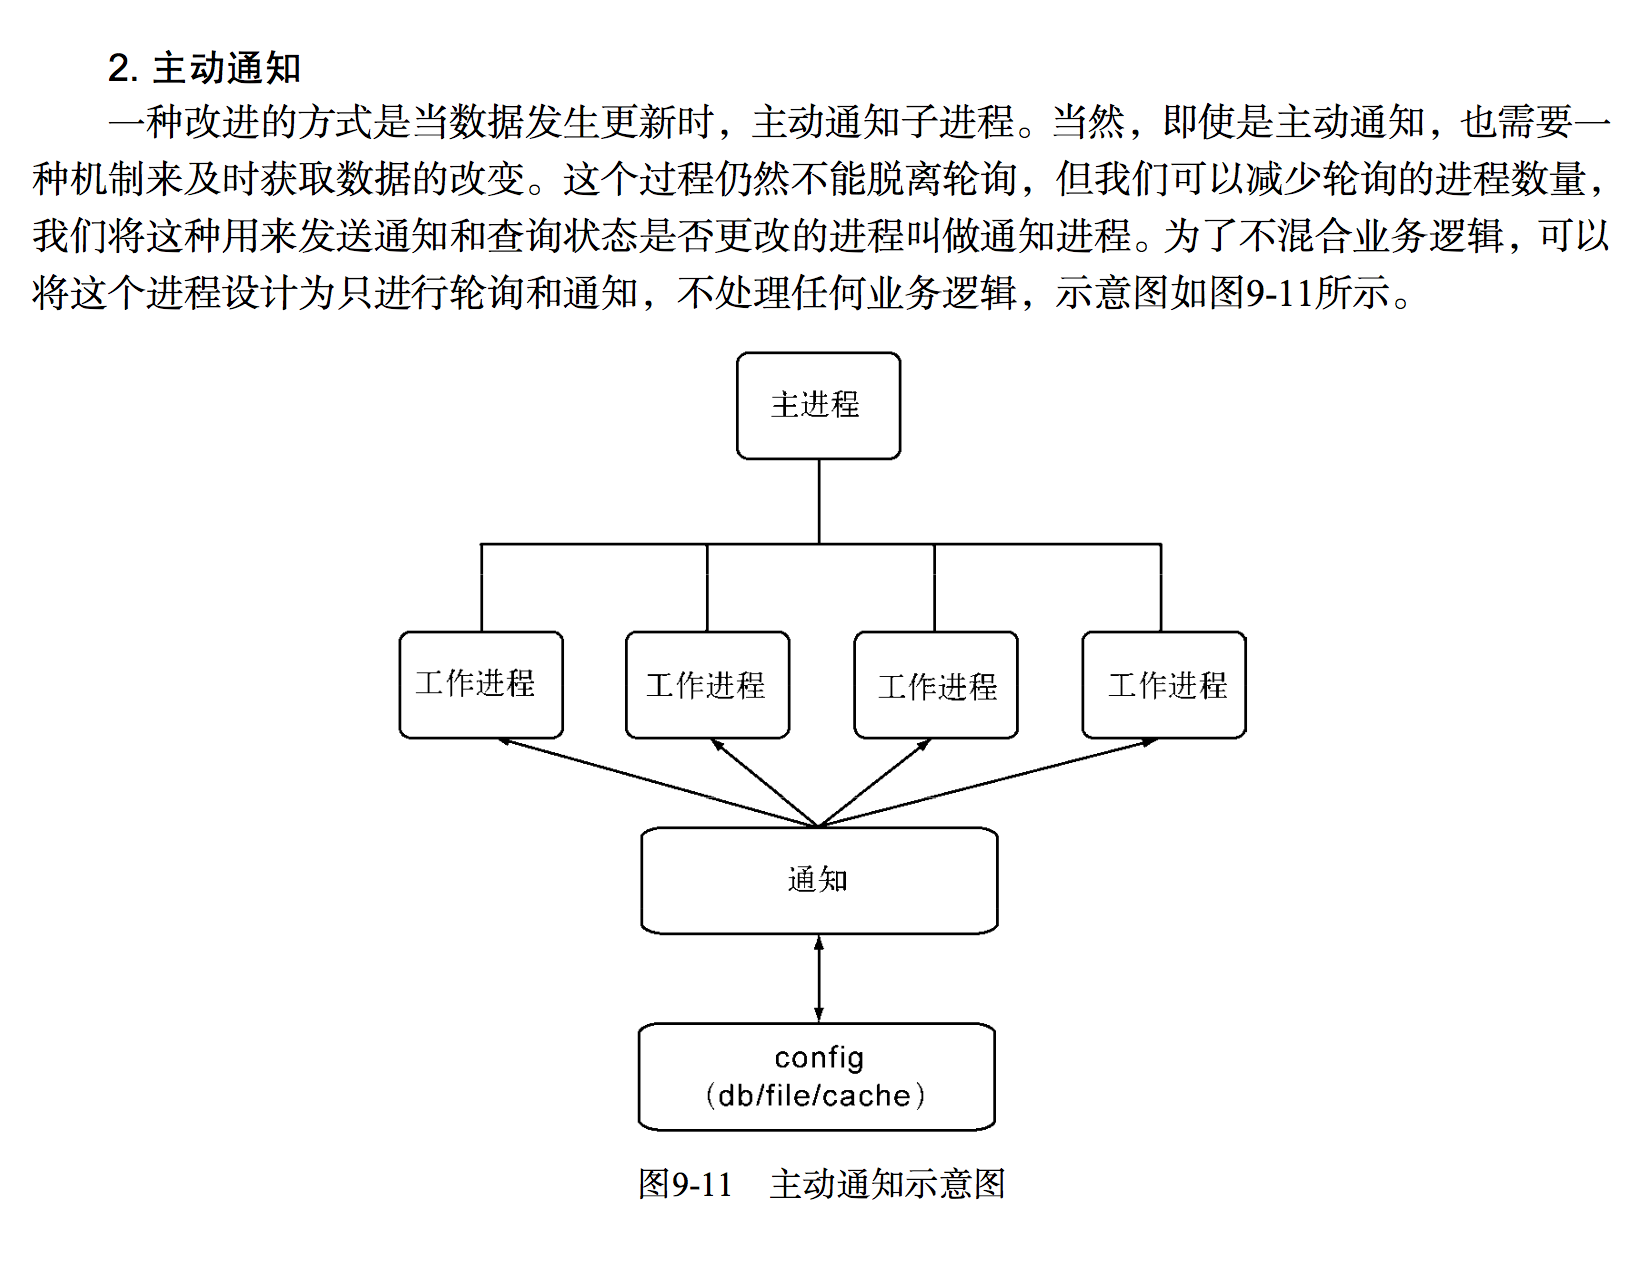 2. 主动通知
一种改进的方式是当数据发生更新时，主动通知子进程。当然，即使是主动通知，也需要一
种机制来及时获取数据的改变。这个过程仍然不能脱离轮询，但我们可以减少轮询的进程数量，
我们将这种用来发送通知和查询状态是否更改的进程叫做通知进程。为了不混合业务逻辑，可以
将这个进程设计为只进行轮询和通知，不处理任何业务逻辑，示意图如图9-11所示。
主进程
工作进程
工作进程
工作进程
工作进程
通知
config
（db/file/cache）
图9-11 主动通知示意图